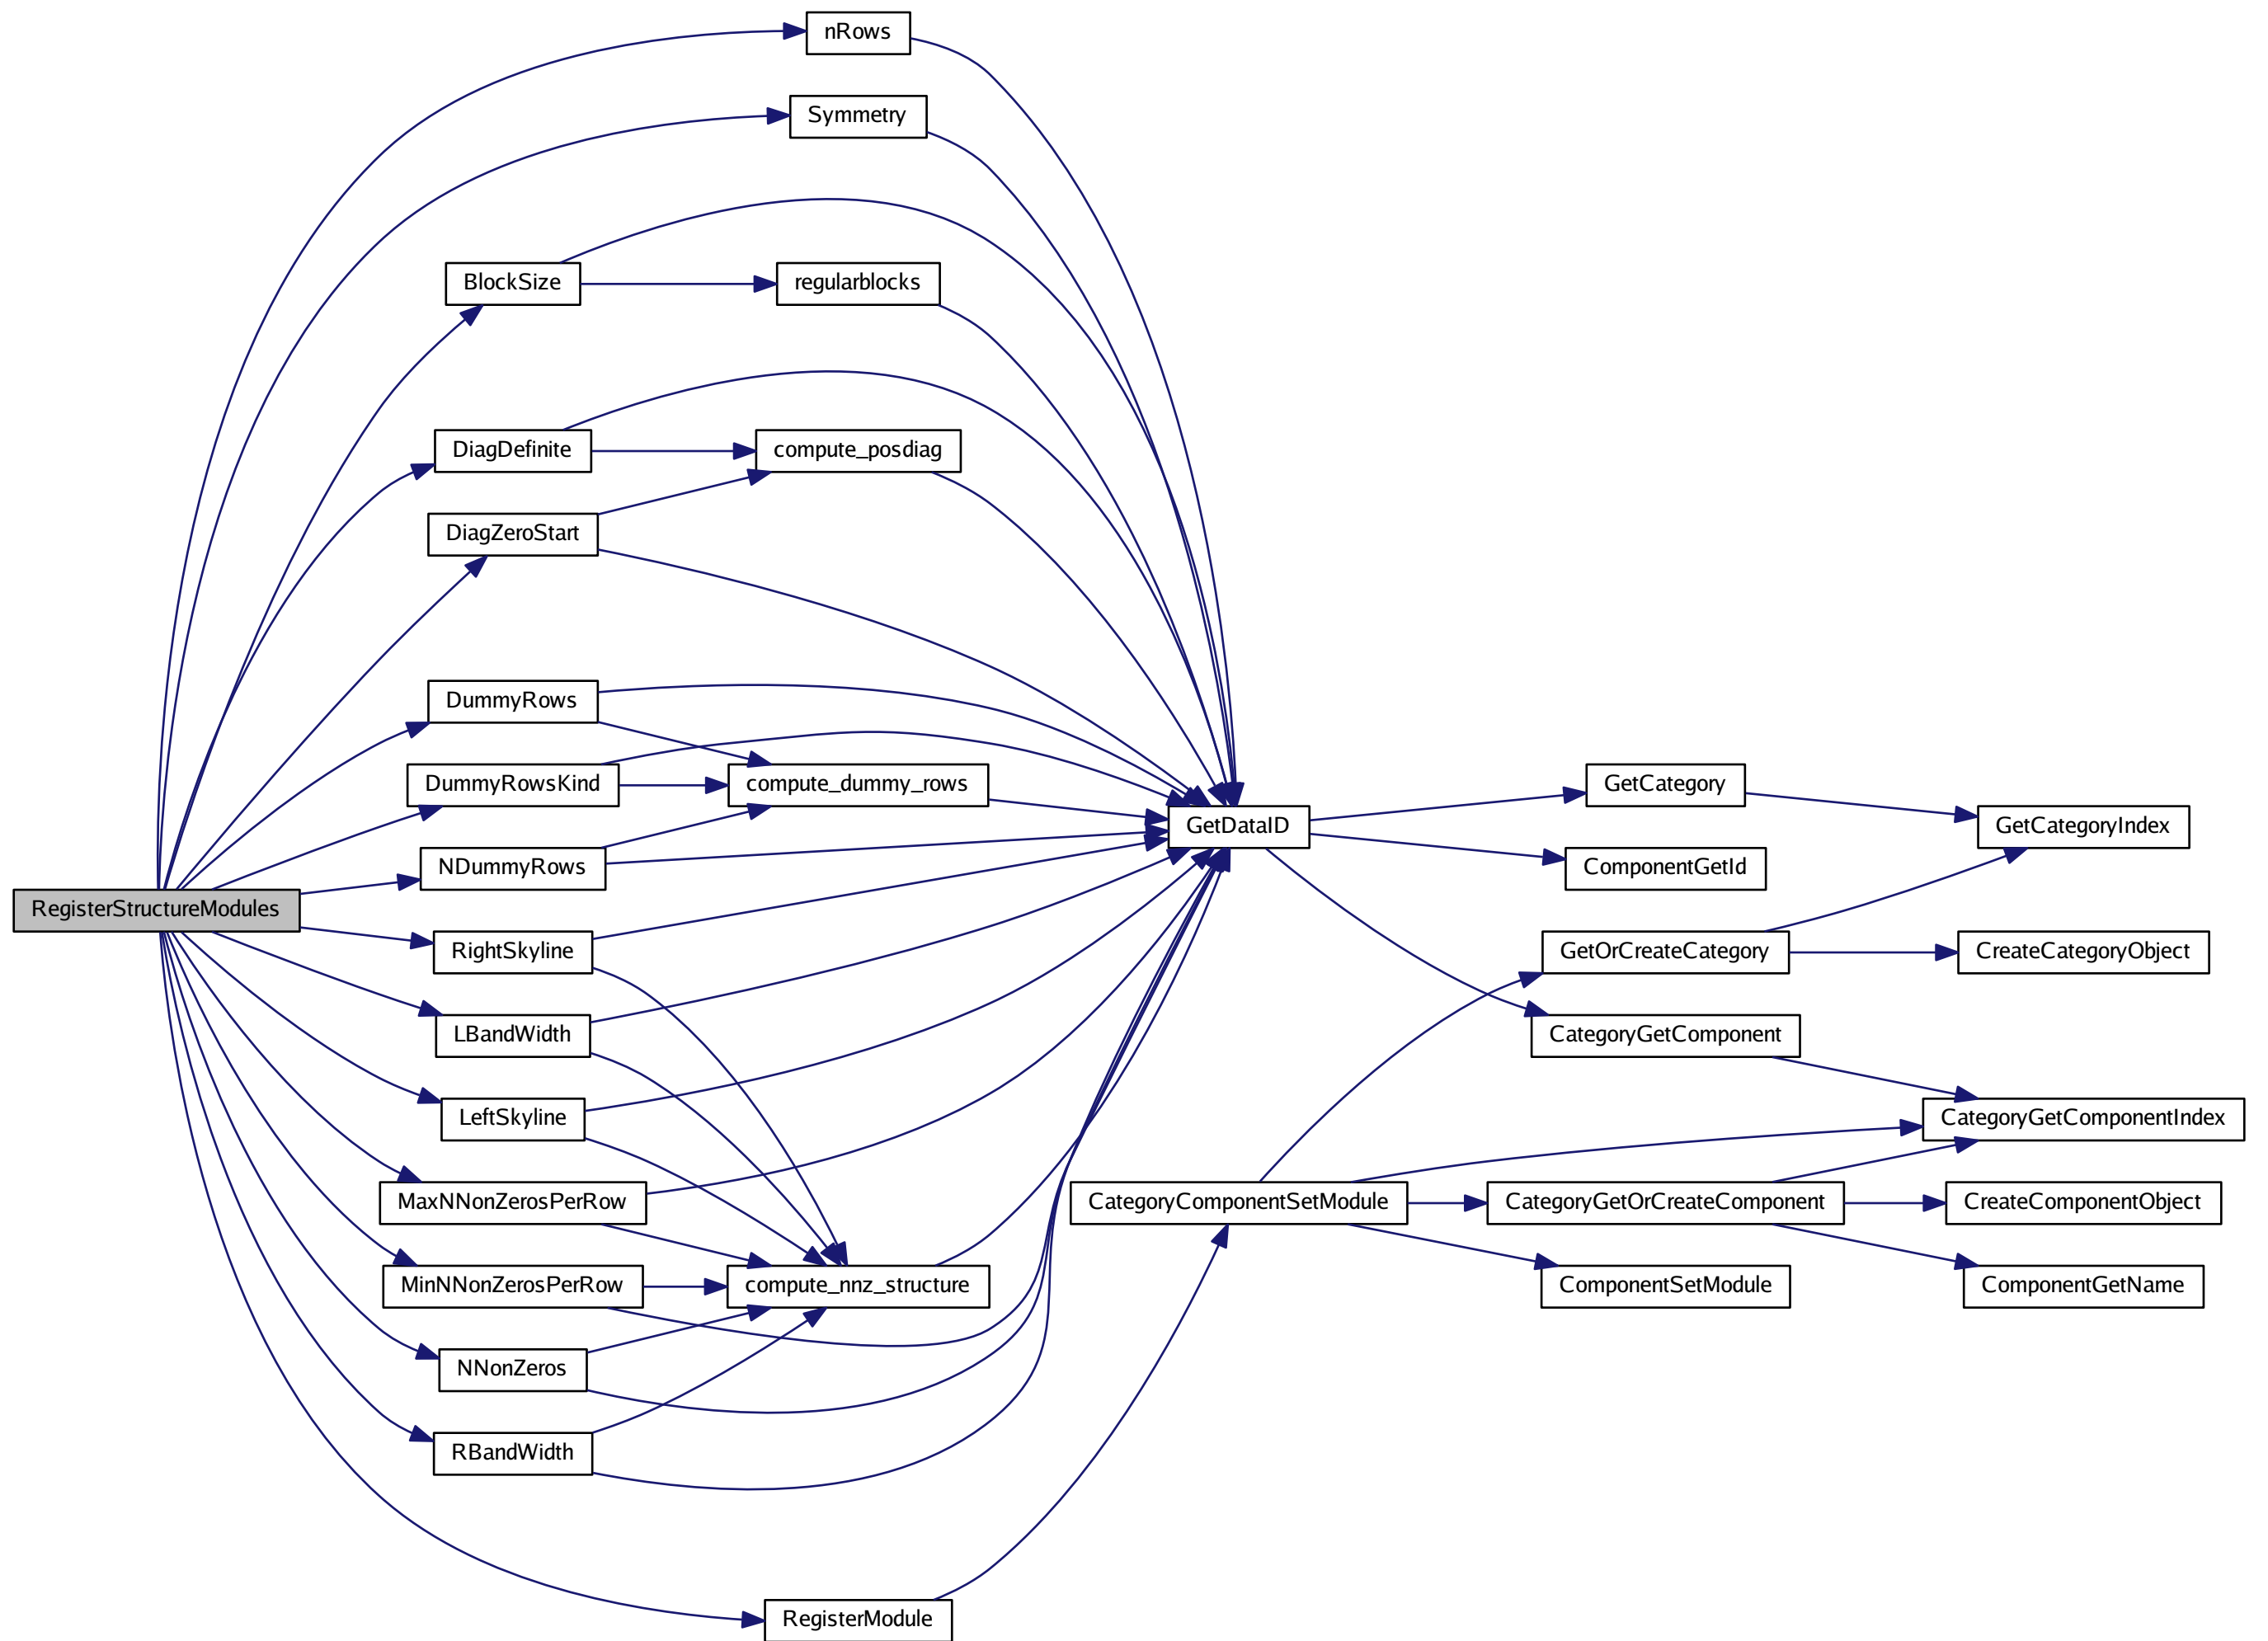 nRows
Symmetry
BlockSize
regularblocks
DiagDefinite
compute_posdiag
DiagZeroStart
DummyRows
DummyRowsKind
compute_dummy_rows
GetCategory
GetDataID
GetCategoryIndex
NDummyRows
ComponentGetId
RegisterStructureModules
RightSkyline
GetOrCreateCategory
CreateCategoryObject
LBandWidth
CategoryGetComponent
LeftSkyline
CategoryGetComponentIndex
MaxNNonZerosPerRow
CategoryComponentSetModule
CategoryGetOrCreateComponent
CreateComponentObject
MinNNonZerosPerRow
compute_nnz_structure
ComponentSetModule
ComponentGetName
NNonZeros
RBandWidth
RegisterModule